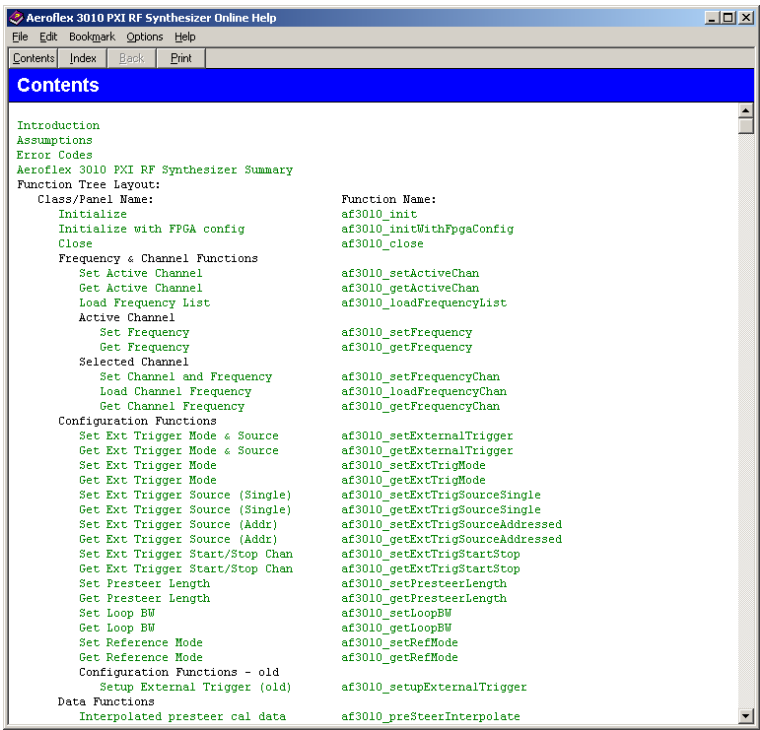 Aeroflex 3010 PXI RF Synthesizer Online Help
File Edit Bookmark Options Help
Contents Index Back Print
Contents
Introduction
Assumptions
Error Codes
Aeroflex 3010 PXI RF Synthesizer Summary
Function Tree Layout:
Class/Panel Name: Function Name:
Initialize af3010_init
Initialize with FPGA config af3010_initWithFpgaConfig
Close af3010_close
Frequency & Channel Functions
Set Active Channel af3010_setActiveChan
Get Active Channel af3010_getActiveChan
Load Frequency List af3010_loadFrequencyList
Active Channel
Set Frequency af3010_setFrequency
Get Frequency af3010_getFrequency
Selected Channel
Set Channel and Frequency af3010_setFrequencyChan
Load Channel Frequency af3010_loadFrequencyChan
Get Channel Frequency af3010_getFrequencyChan
Configuration Functions
Set Ext Trigger Mode & Source af3010_setExternalTrigger
Get Ext Trigger Mode & Source af3010_getExternalTrigger
Set Ext Trigger Mode af3010_setExtTrigMode
Get Ext Trigger Mode af3010_getExtTrigMode
Set Ext Trigger Source (Single) af3010_setExtTrigSourceSingle
Get Ext Trigger Source (Single) af3010_getExtTrigSourceSingle
Set Ext Trigger Source (Addr) af3010_setExtTrigSourceAddressed
Get Ext Trigger Source (Addr) af3010_getExtTrigSourceAddressed
Set Ext Trigger Start/Stop Chan af3010_setExtTrigStartStop
Get Ext Trigger Start/Stop Chan af3010_getExtTrigStartStop
Set Presteer Length af3010_setPresteerLength
Get Presteer Length af3010_getPresteerLength
Set Loop BW af3010_setLoopBW
Get Loop BW af3010_getLoopBW
Set Reference Mode af3010_setRefMode
Get Reference Mode af3010_getRefMode
Configuration Functions - old
Setup External Trigger (old) af3010_setupExternalTrigger
Data Functions
Interpolated presteer cal data af3010_preSteerInterpolate